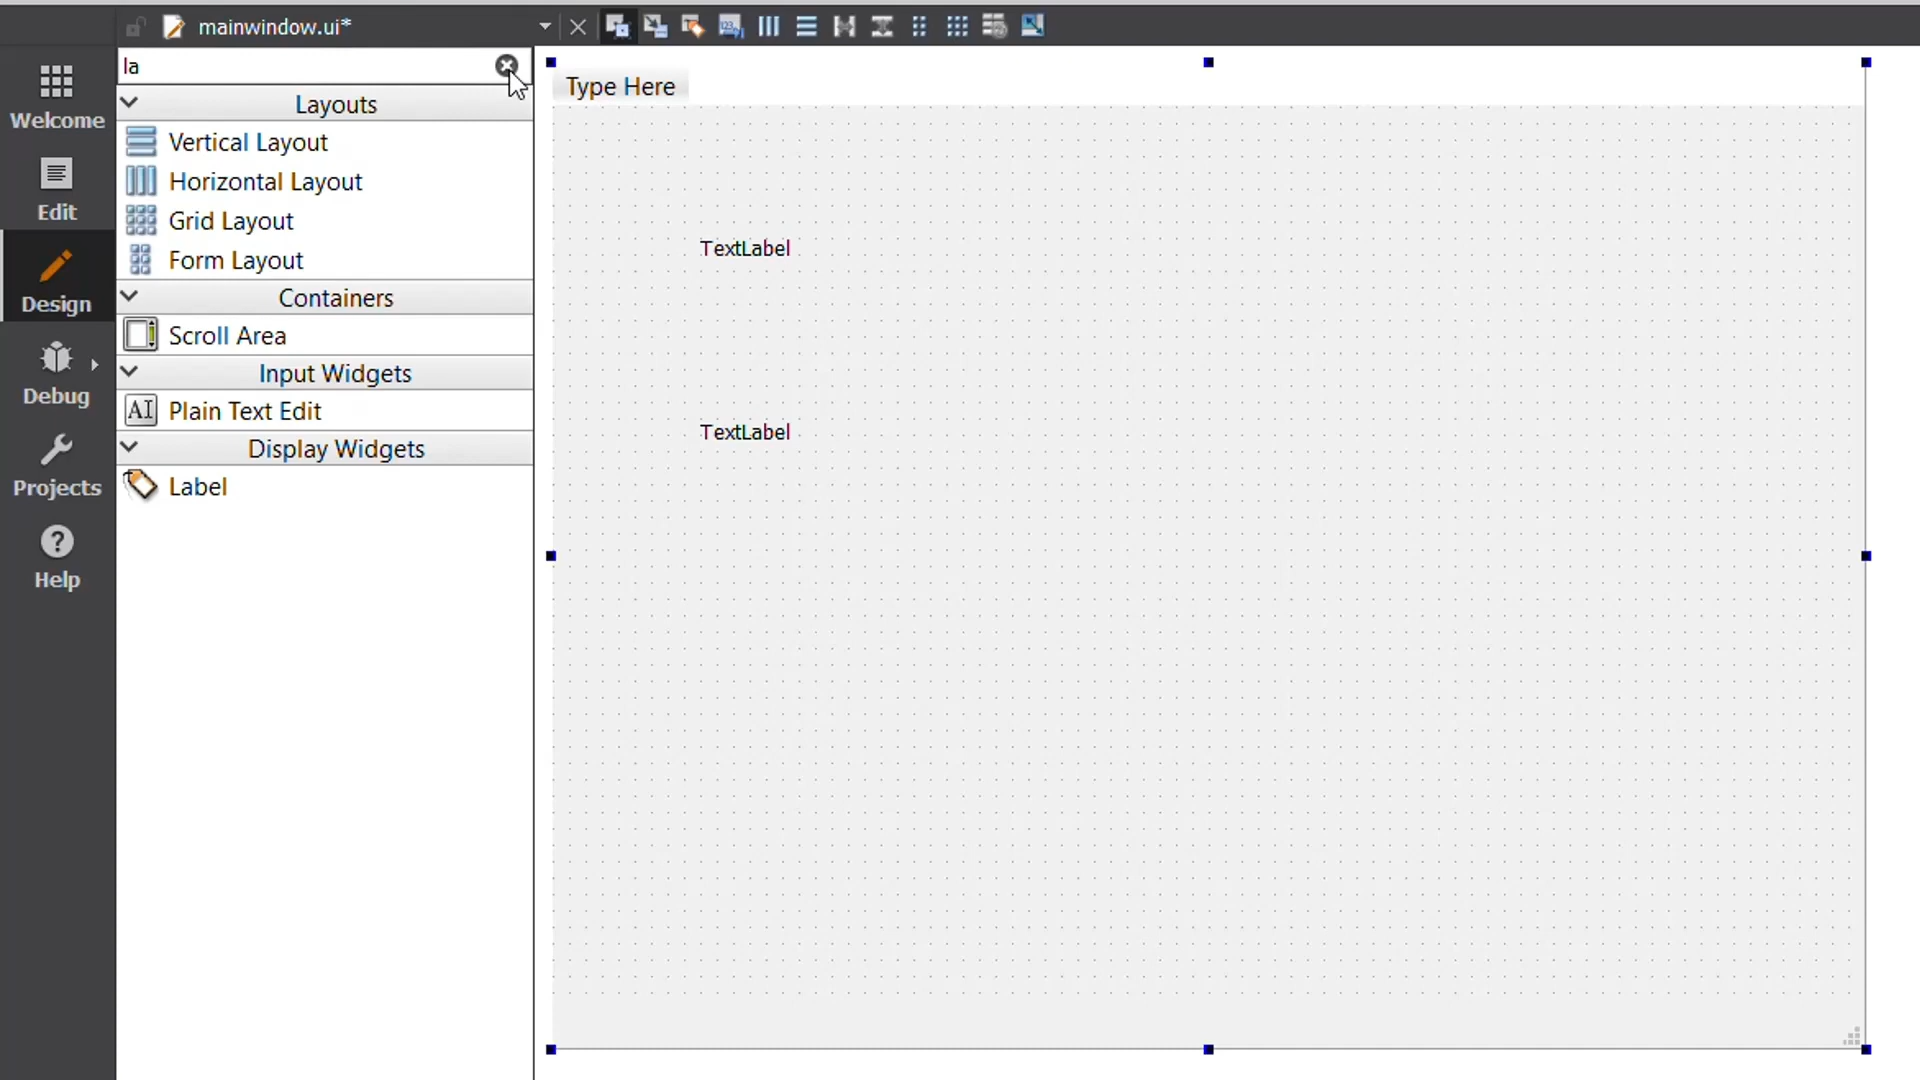 mainwindow.ui*
la
Layouts
Vertical Layout
Horizontal Layout
Grid Layout
Form Layout
Containers
Scroll Area
Input Widgets
AI Plain Text Edit
Display Widgets
Label
Welcome
Edit
Design
Debug
Projects
? Help
Type Here
TextLabel
TextLabel